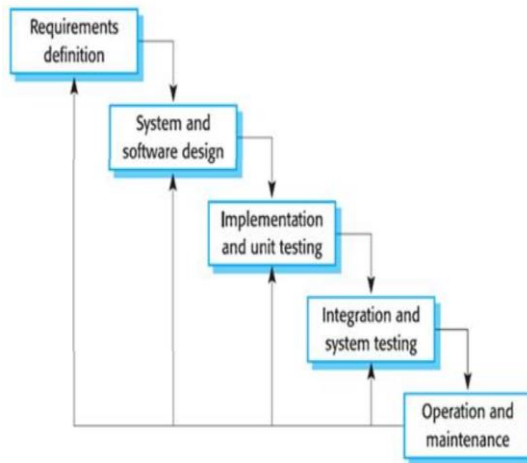 Requirements
definition
System and
software design
Implementation
and unit testing
Integration and
system testing
Operation and
maintenance